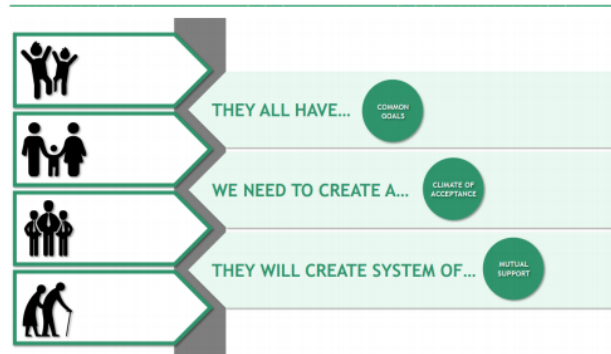 THEY ALL HAVE... COMMON
GOALS
WE NEED TO CREATE A... CLIMATE OF
ACCEPTANCE
THEY WILL CREATE SYSTEM OF... MUTUAL
SUPPORT